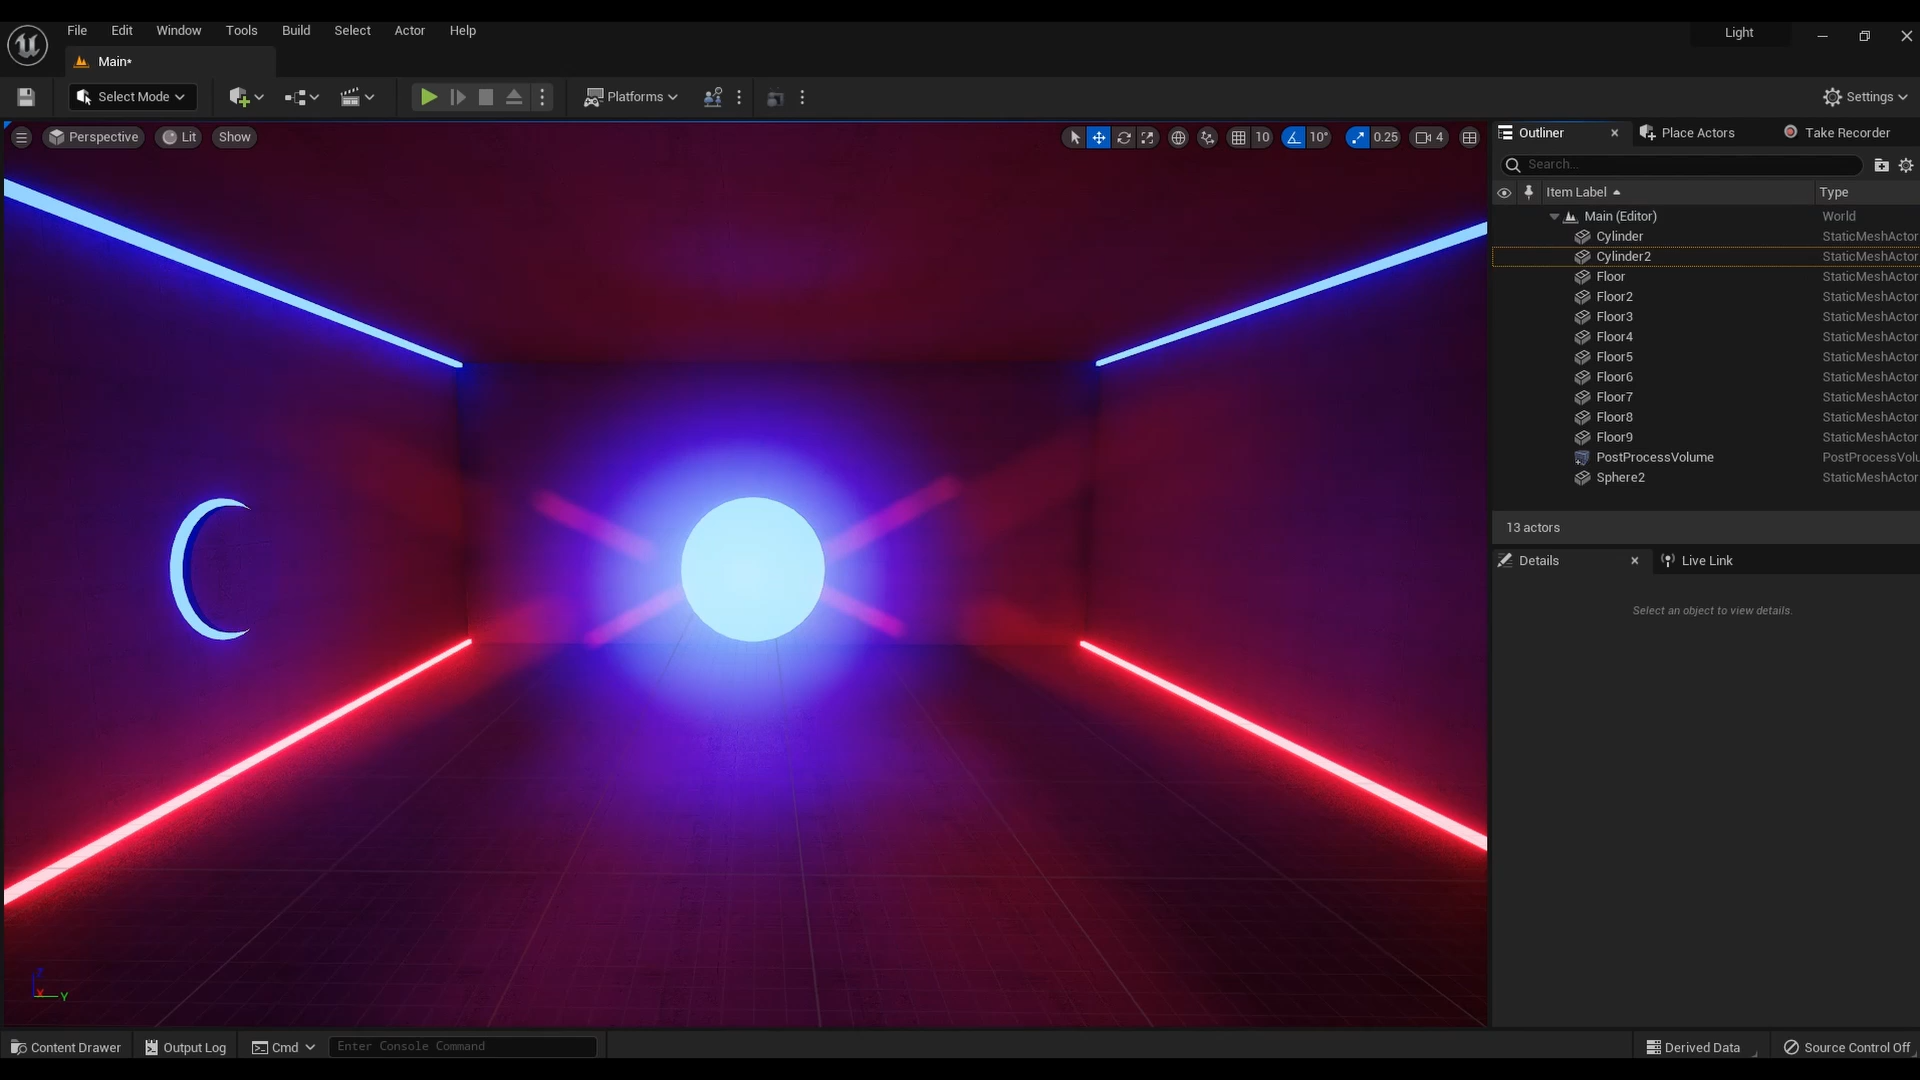 File Edit Window Tools Build Select Actor Help
Light
Main*
Select Mode
Platforms
Settings
Perspective Lit Show
10 10° 0.25 4
Outliner Place Actors Take Recorder
Search...
Item Label Type
Main (Editor) World
Cylinder StaticMeshActor
Cylinder2 StaticMeshActor
Floor StaticMeshActor
Floor2 StaticMeshActor
Floor3 StaticMeshActor
Floor4 StaticMeshActor
Floor5 StaticMeshActor
Floor6 StaticMeshActor
Floor7 StaticMeshActor
Floor8 StaticMeshActor
Floor9 StaticMeshActor
PostProcessVolume PostProcessVolu
Sphere2 StaticMeshActor
13 actors
Details Live Link
Select an object to view details.
Z
X Y
Content Drawer Output Log Cmd Enter Console Command
Derived Data Source Control Off